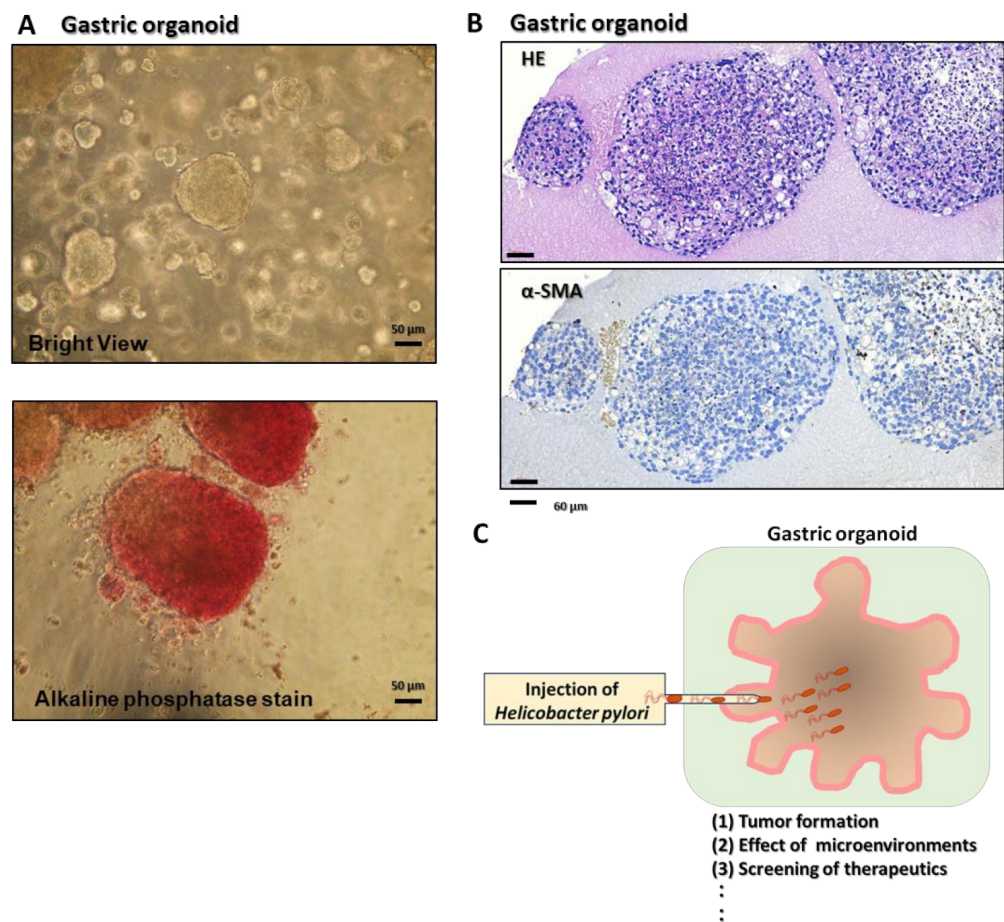 A Gastric organoid
Bright View
50 μm
Alkaline phosphatase stain
50 μm
B Gastric organoid
HE
α-SMA
60 μm
C
Gastric organoid
Injection of
Helicobacter pylori
(1) Tumor formation
(2) Effect of microenvironments
(3) Screening of therapeutics
:
: